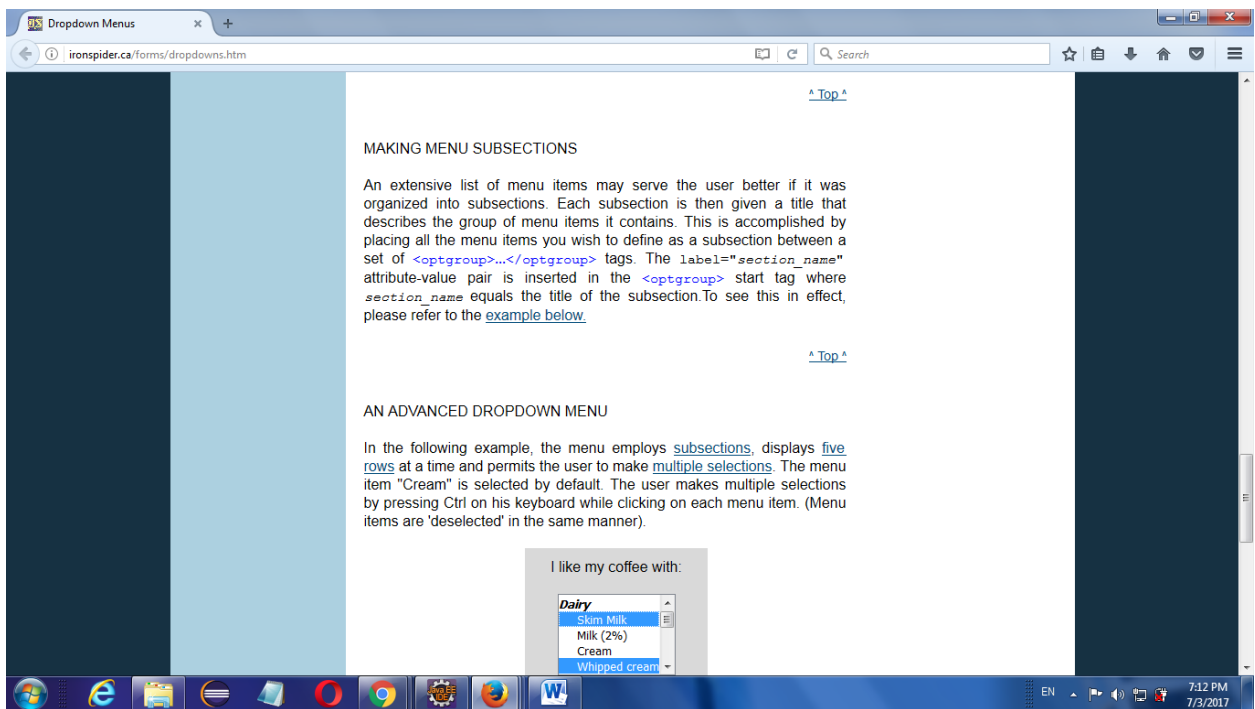 Dropdown Menus
ironspider.ca/forms/dropdowns.htm
Search
^ Top ^
MAKING MENU SUBSECTIONS
An extensive list of menu items may serve the user better if it was
organized into subsections. Each subsection is then given a title that
describes the group of menu items it contains. This is accomplished by
placing all the menu items you wish to define as a subsection between a
set of <optgroup>...</optgroup> tags. The label="section_name"
attribute-value pair is inserted in the <optgroup> start tag where
section_name equals the title of the subsection.To see this in effect,
please refer to the example below.
^ Top ^
AN ADVANCED DROPDOWN MENU
In the following example, the menu employs subsections, displays five
rows at a time and permits the user to make multiple selections. The menu
item "Cream" is selected by default. The user makes multiple selections
by pressing Ctrl on his keyboard while clicking on each menu item. (Menu
items are 'deselected' in the same manner).
I like my coffee with:
Dairy
Skim Milk
Milk (2%)
Cream
Whipped cream
Java EE
IDE
W
EN
7:12 PM
7/3/2017